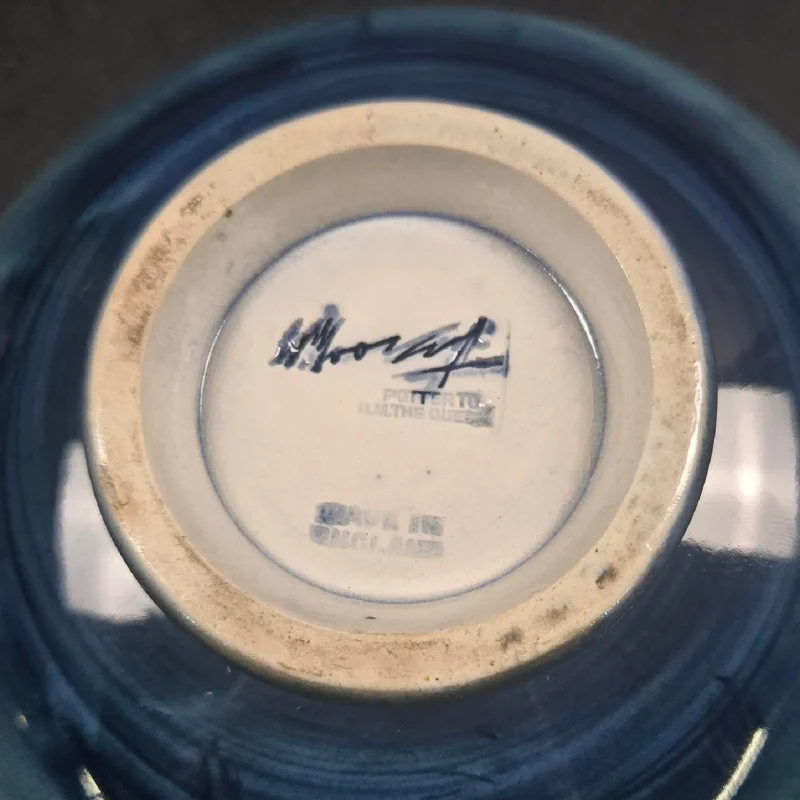 W Moorcroft
POTTER TO
H.M. THE QUEEN
MADE IN
ENGLAND